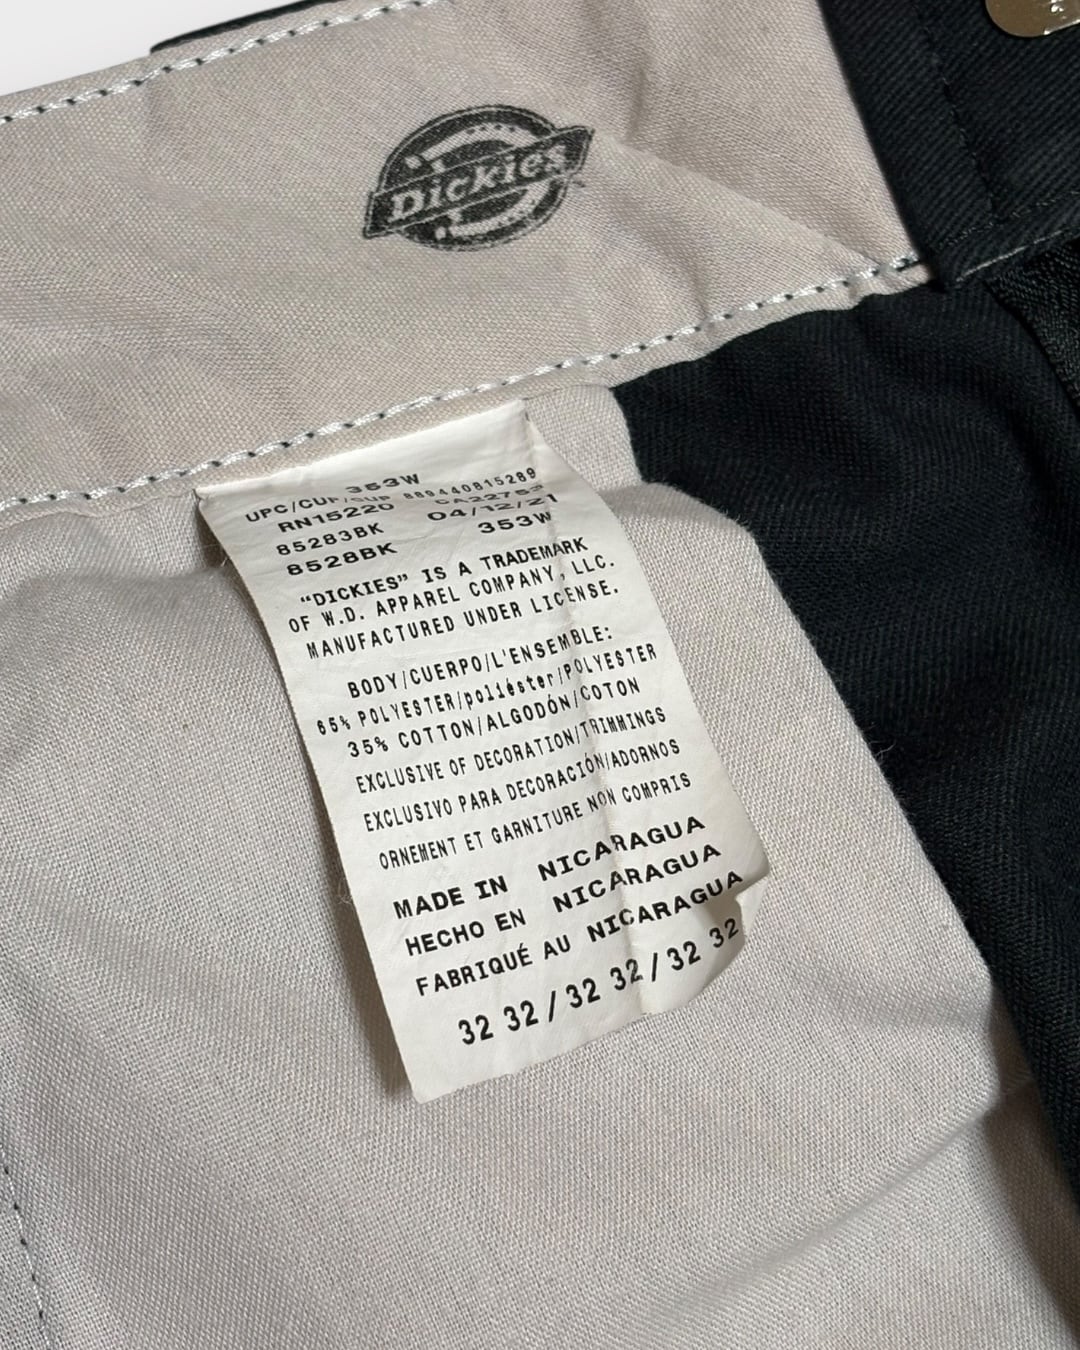 Dickies
353W
UPC/CUP/SUP 889440815289
RN15220 CA22753
85283BK 04/12/21
8528BK 353W
“DICKIES” IS A TRADEMARK
OF W.D. APPAREL COMPANY, LLC.
MANUFACTURED UNDER LICENSE.
BODY/CUERPO/L'ENSEMBLE:
65% POLYESTER/poliéster/POLYESTER
35% COTTON/ALGODÓN/COTON
EXCLUSIVE OF DECORATION/TRIMMINGS
EXCLUSIVO PARA DECORACIÓN/ADORNOS
ORNEMENT ET GARNITURE NON COMPRIS
MADE IN NICARAGUA
HECHO EN NICARAGUA
FABRIQUÉ AU NICARAGUA
32 32 / 32 32 / 32 32